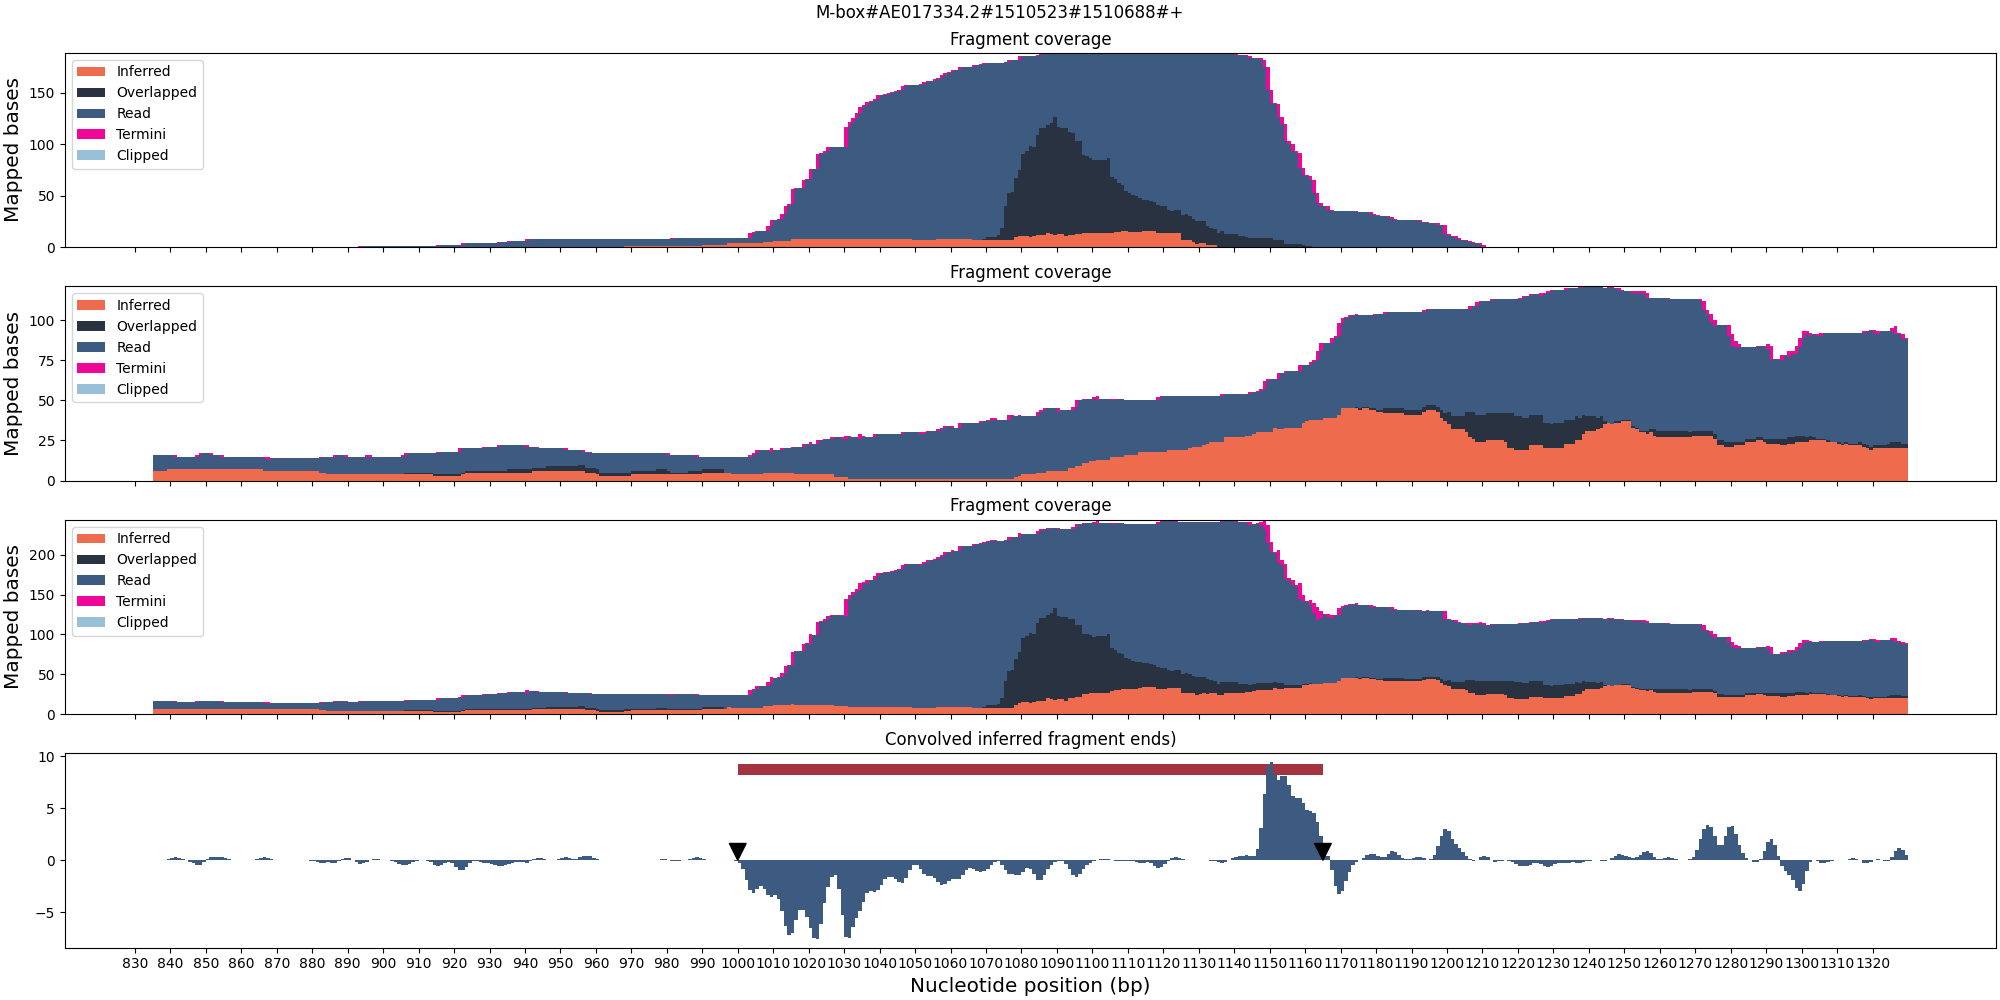 M-box#AE017334.2#1510523#1510688#+
Fragment coverage
Mapped bases
150
100
50
0
Inferred
Overlapped
Read
Termini
Clipped
Fragment coverage
Mapped bases
100
75
50
25
0
Inferred
Overlapped
Read
Termini
Clipped
Fragment coverage
Mapped bases
200
150
100
50
0
Inferred
Overlapped
Read
Termini
Clipped
Convolved inferred fragment ends)
10
5
0
−5
830 840 850 860 870 880 890 900 910 920 930 940 950 960 970 980 990 1000 1010 1020 1030 1040 1050 1060 1070 1080 1090 1100 1110 1120 1130 1140 1150 1160 1170 1180 1190 1200 1210 1220 1230 1240 1250 1260 1270 1280 1290 1300 1310 1320
Nucleotide position (bp)